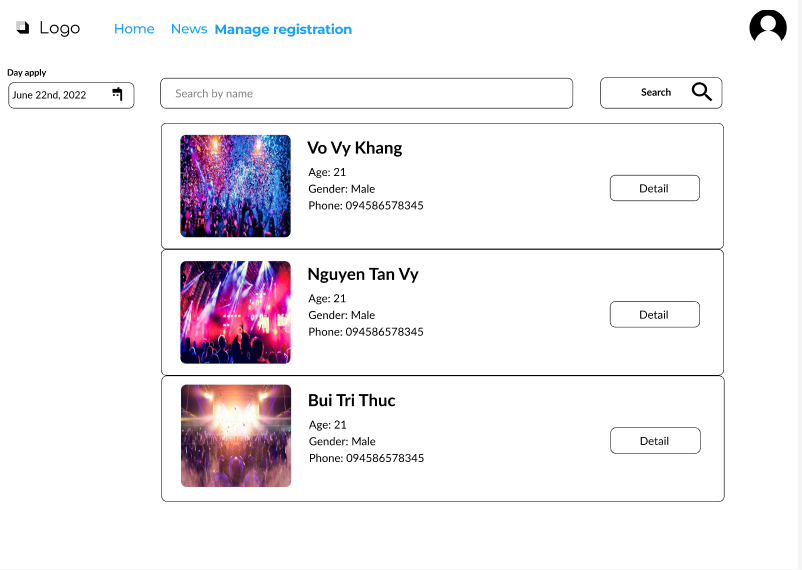 Logo
Home News Manage registration
Day apply
June 22nd, 2022
Search by name
Search
Vo Vy Khang
Age: 21
Gender: Male
Phone: 094586578345
Detail
Nguyen Tan Vy
Age: 21
Gender: Male
Phone: 094586578345
Detail
Bui Tri Thuc
Age: 21
Gender: Male
Phone: 094586578345
Detail